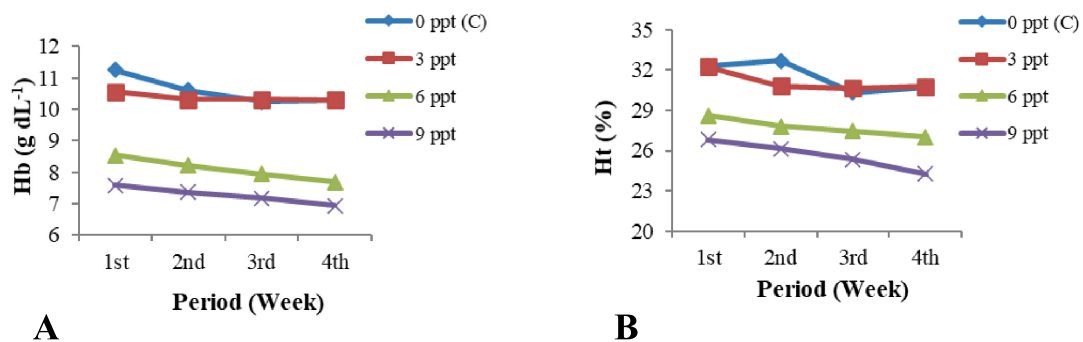 12
11
10
9
8
7
6
Hb (g dL⁻¹)
1st 2nd 3rd 4th
Period (Week)
0 ppt (C)
3 ppt
6 ppt
9 ppt
A
35
32
29
26
23
20
Ht (%)
1st 2nd 3rd 4th
Period (Week)
0 ppt (C)
3 ppt
6 ppt
9 ppt
B